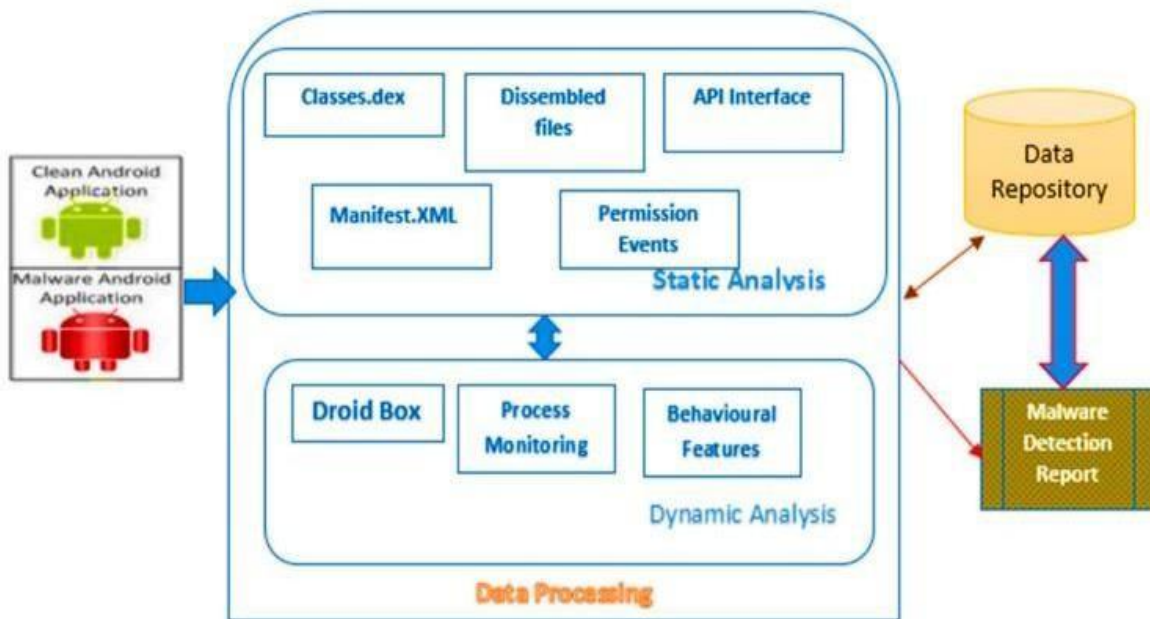 Clean Android
Application
Malware Android
Application
Classes.dex
Dissembled
files
API Interface
Manifest.XML
Permission
Events
Static Analysis
Droid Box
Process
Monitoring
Behavioural
Features
Dynamic Analysis
Data Processing
Data
Repository
Malware
Detection
Report